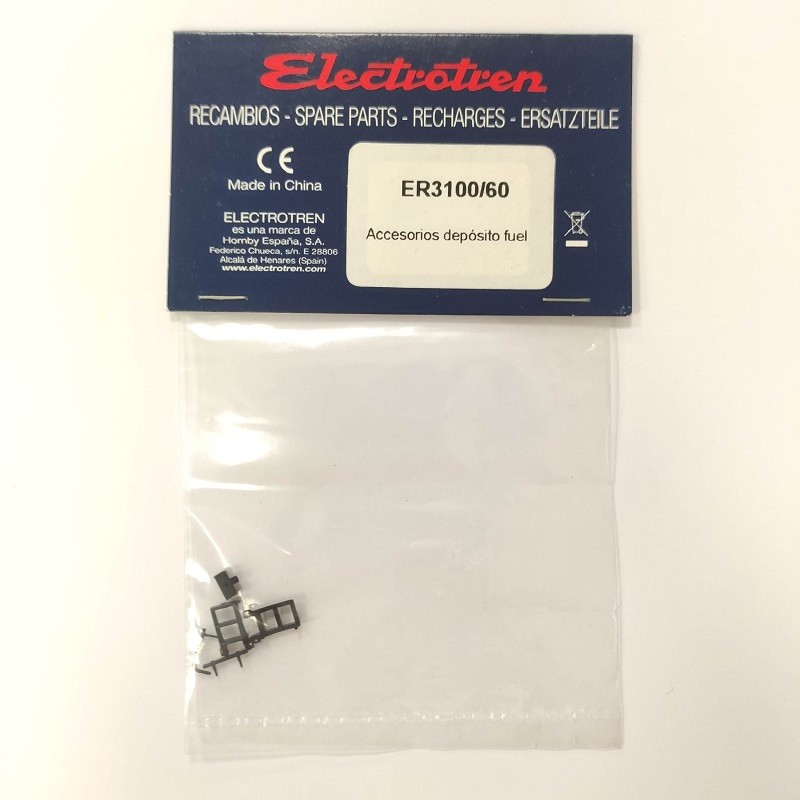 Electrotren
RECAMBIOS - SPARE PARTS - RECHARGES - ERSATZTEILE
CE
Made in China
ELECTROTREN
es una marca de
Hornby España, S.A.
Federico Chueca, s/n. E 28806
Alcalá de Henares (Spain)
www.electrotren.com
ER3100/60
Accesorios depósito fuel